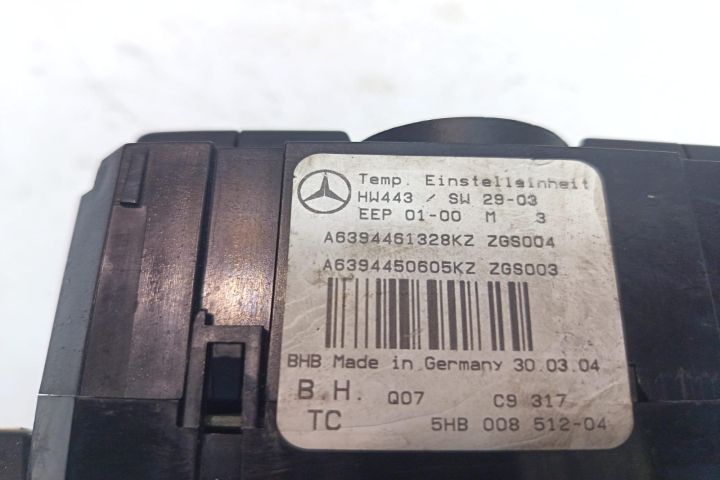 Temp. Einstelleinheit
HW443 / SW 29-03
EEP 01-00 M 3
A6394461328KZ ZGS004
A6394450605KZ ZGS003
BHB Made in Germany 30.03.04
B.H. Q07 C9 317
TC 5HB 008 512-04